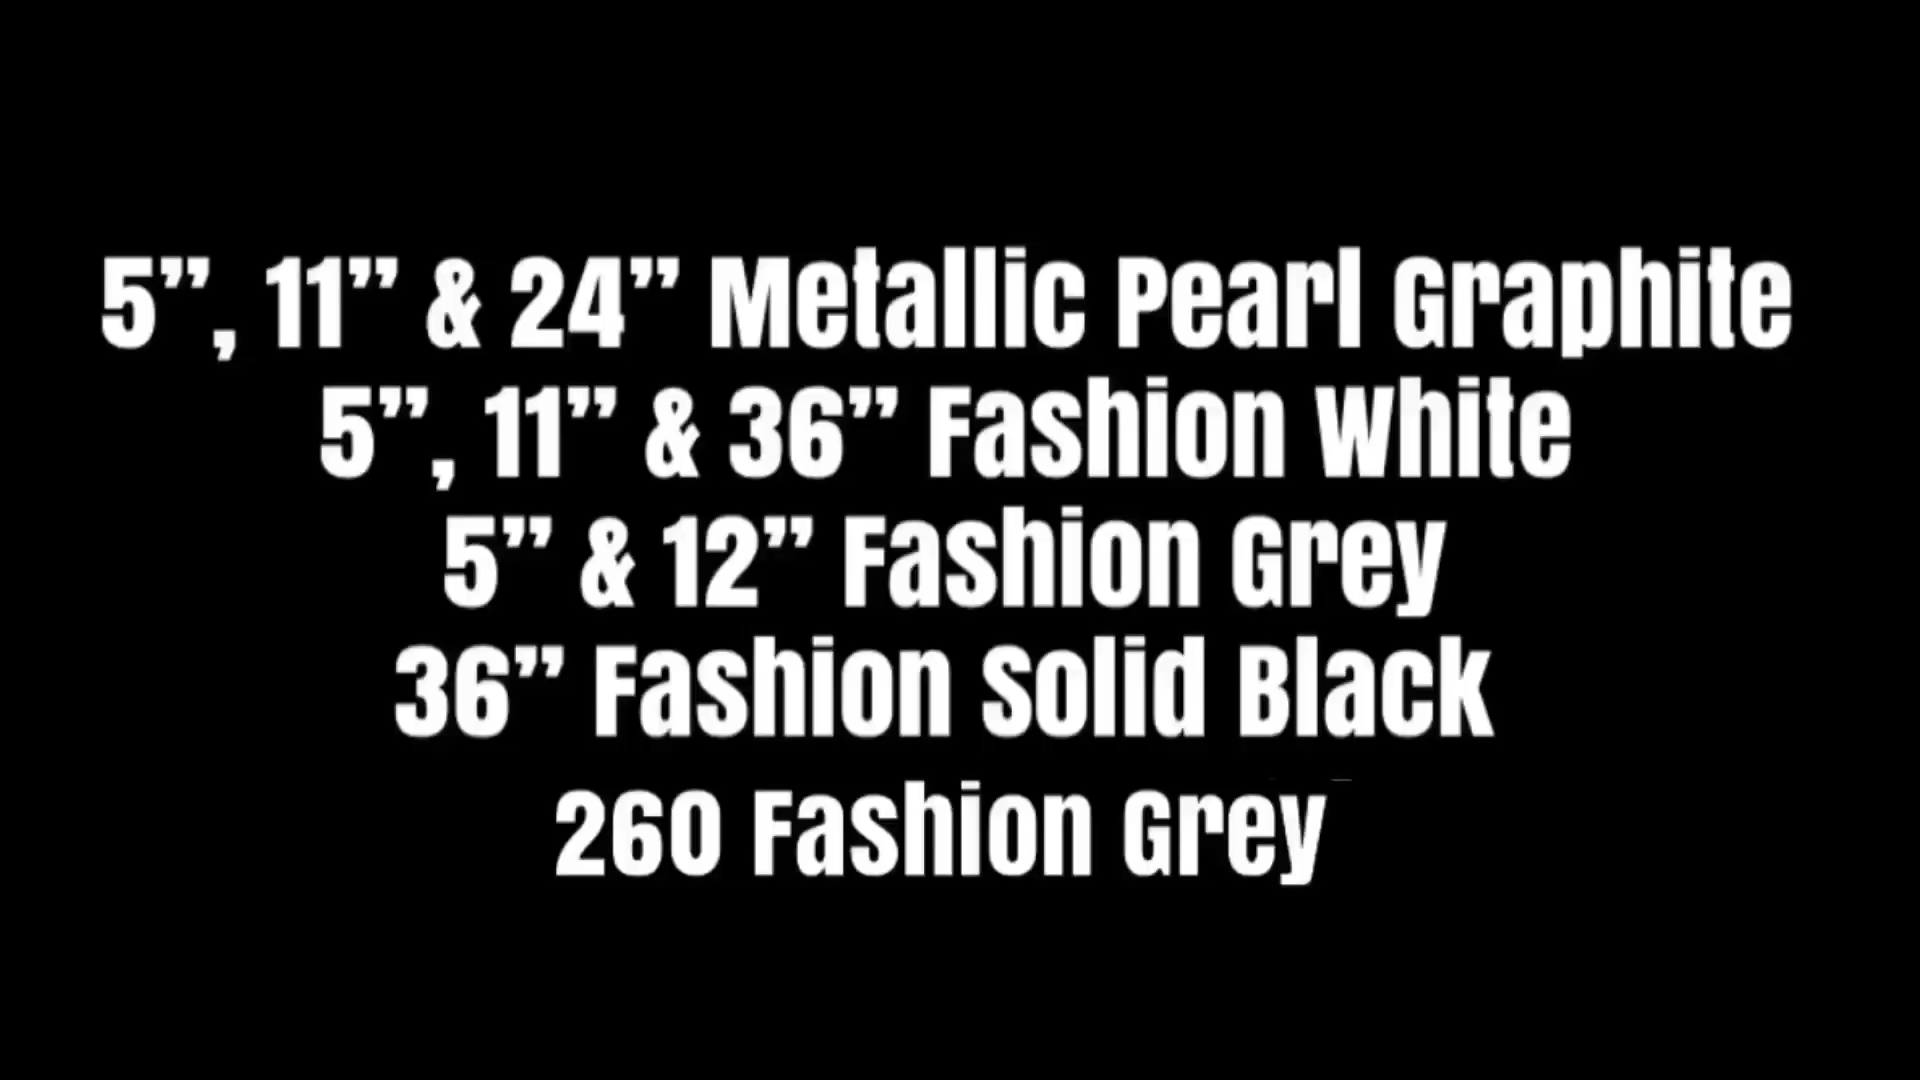 5”, 11” & 24” Metallic Pearl Graphite
5”, 11” & 36” Fashion White
5” & 12” Fashion Grey
36” Fashion Solid Black
260 Fashion Grey